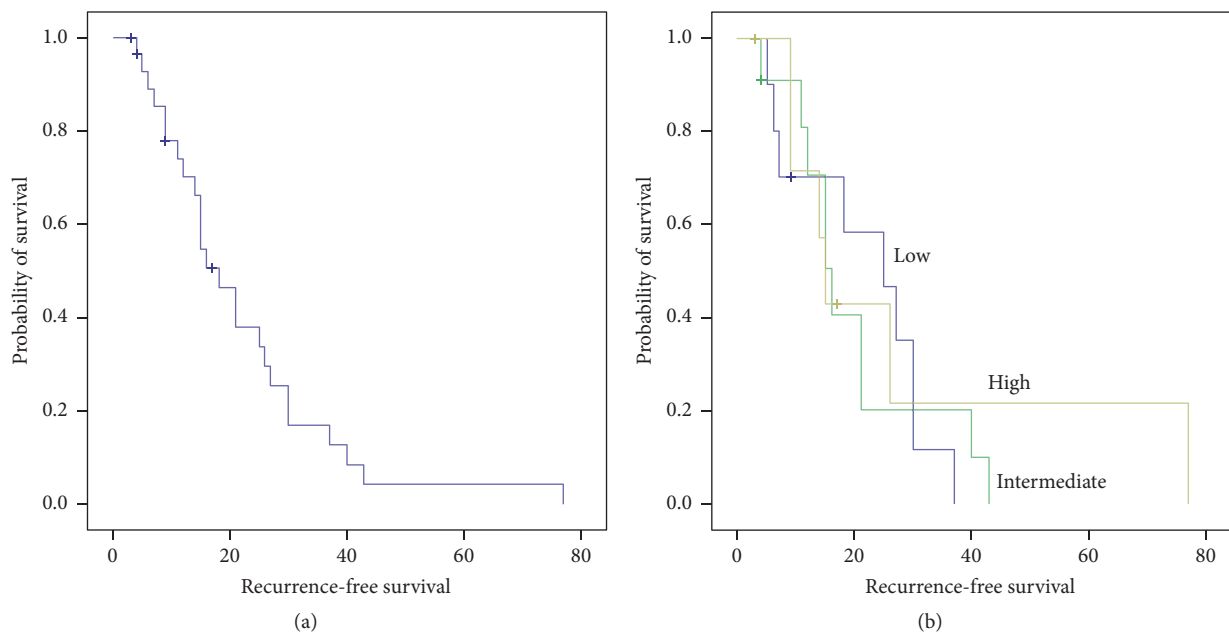 Probability of survival
1.0
0.8
0.6
0.4
0.2
0.0
0 20 40 60 80
Recurrence-free survival
(a)
Probability of survival
1.0
0.8
0.6
0.4
0.2
0.0
Low
High
Intermediate
0 20 40 60 80
Recurrence-free survival
(b)